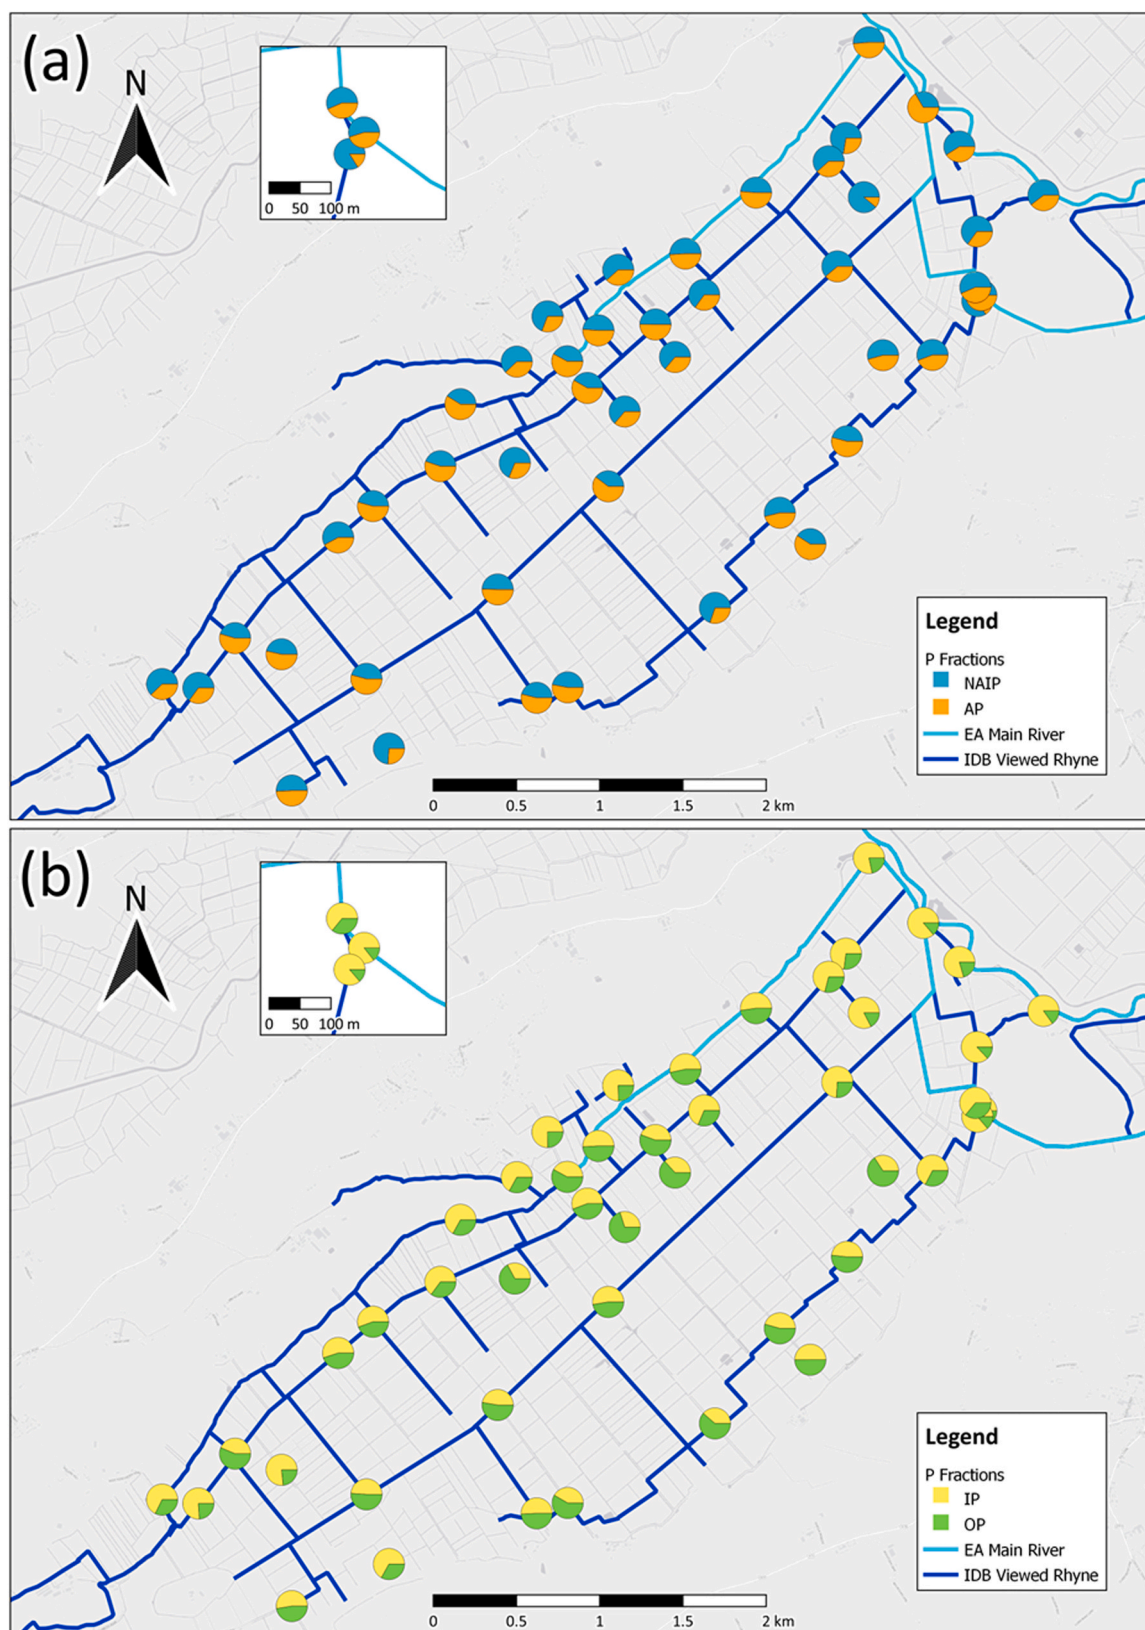 (a)
N
0 50 100 m
Legend
P Fractions
NAIP
AP
EA Main River
IDB Viewed Rhyne
0 0.5 1 1.5 2 km
(b)
N
0 50 100 m
Legend
P Fractions
IP
OP
EA Main River
IDB Viewed Rhyne
0 0.5 1 1.5 2 km